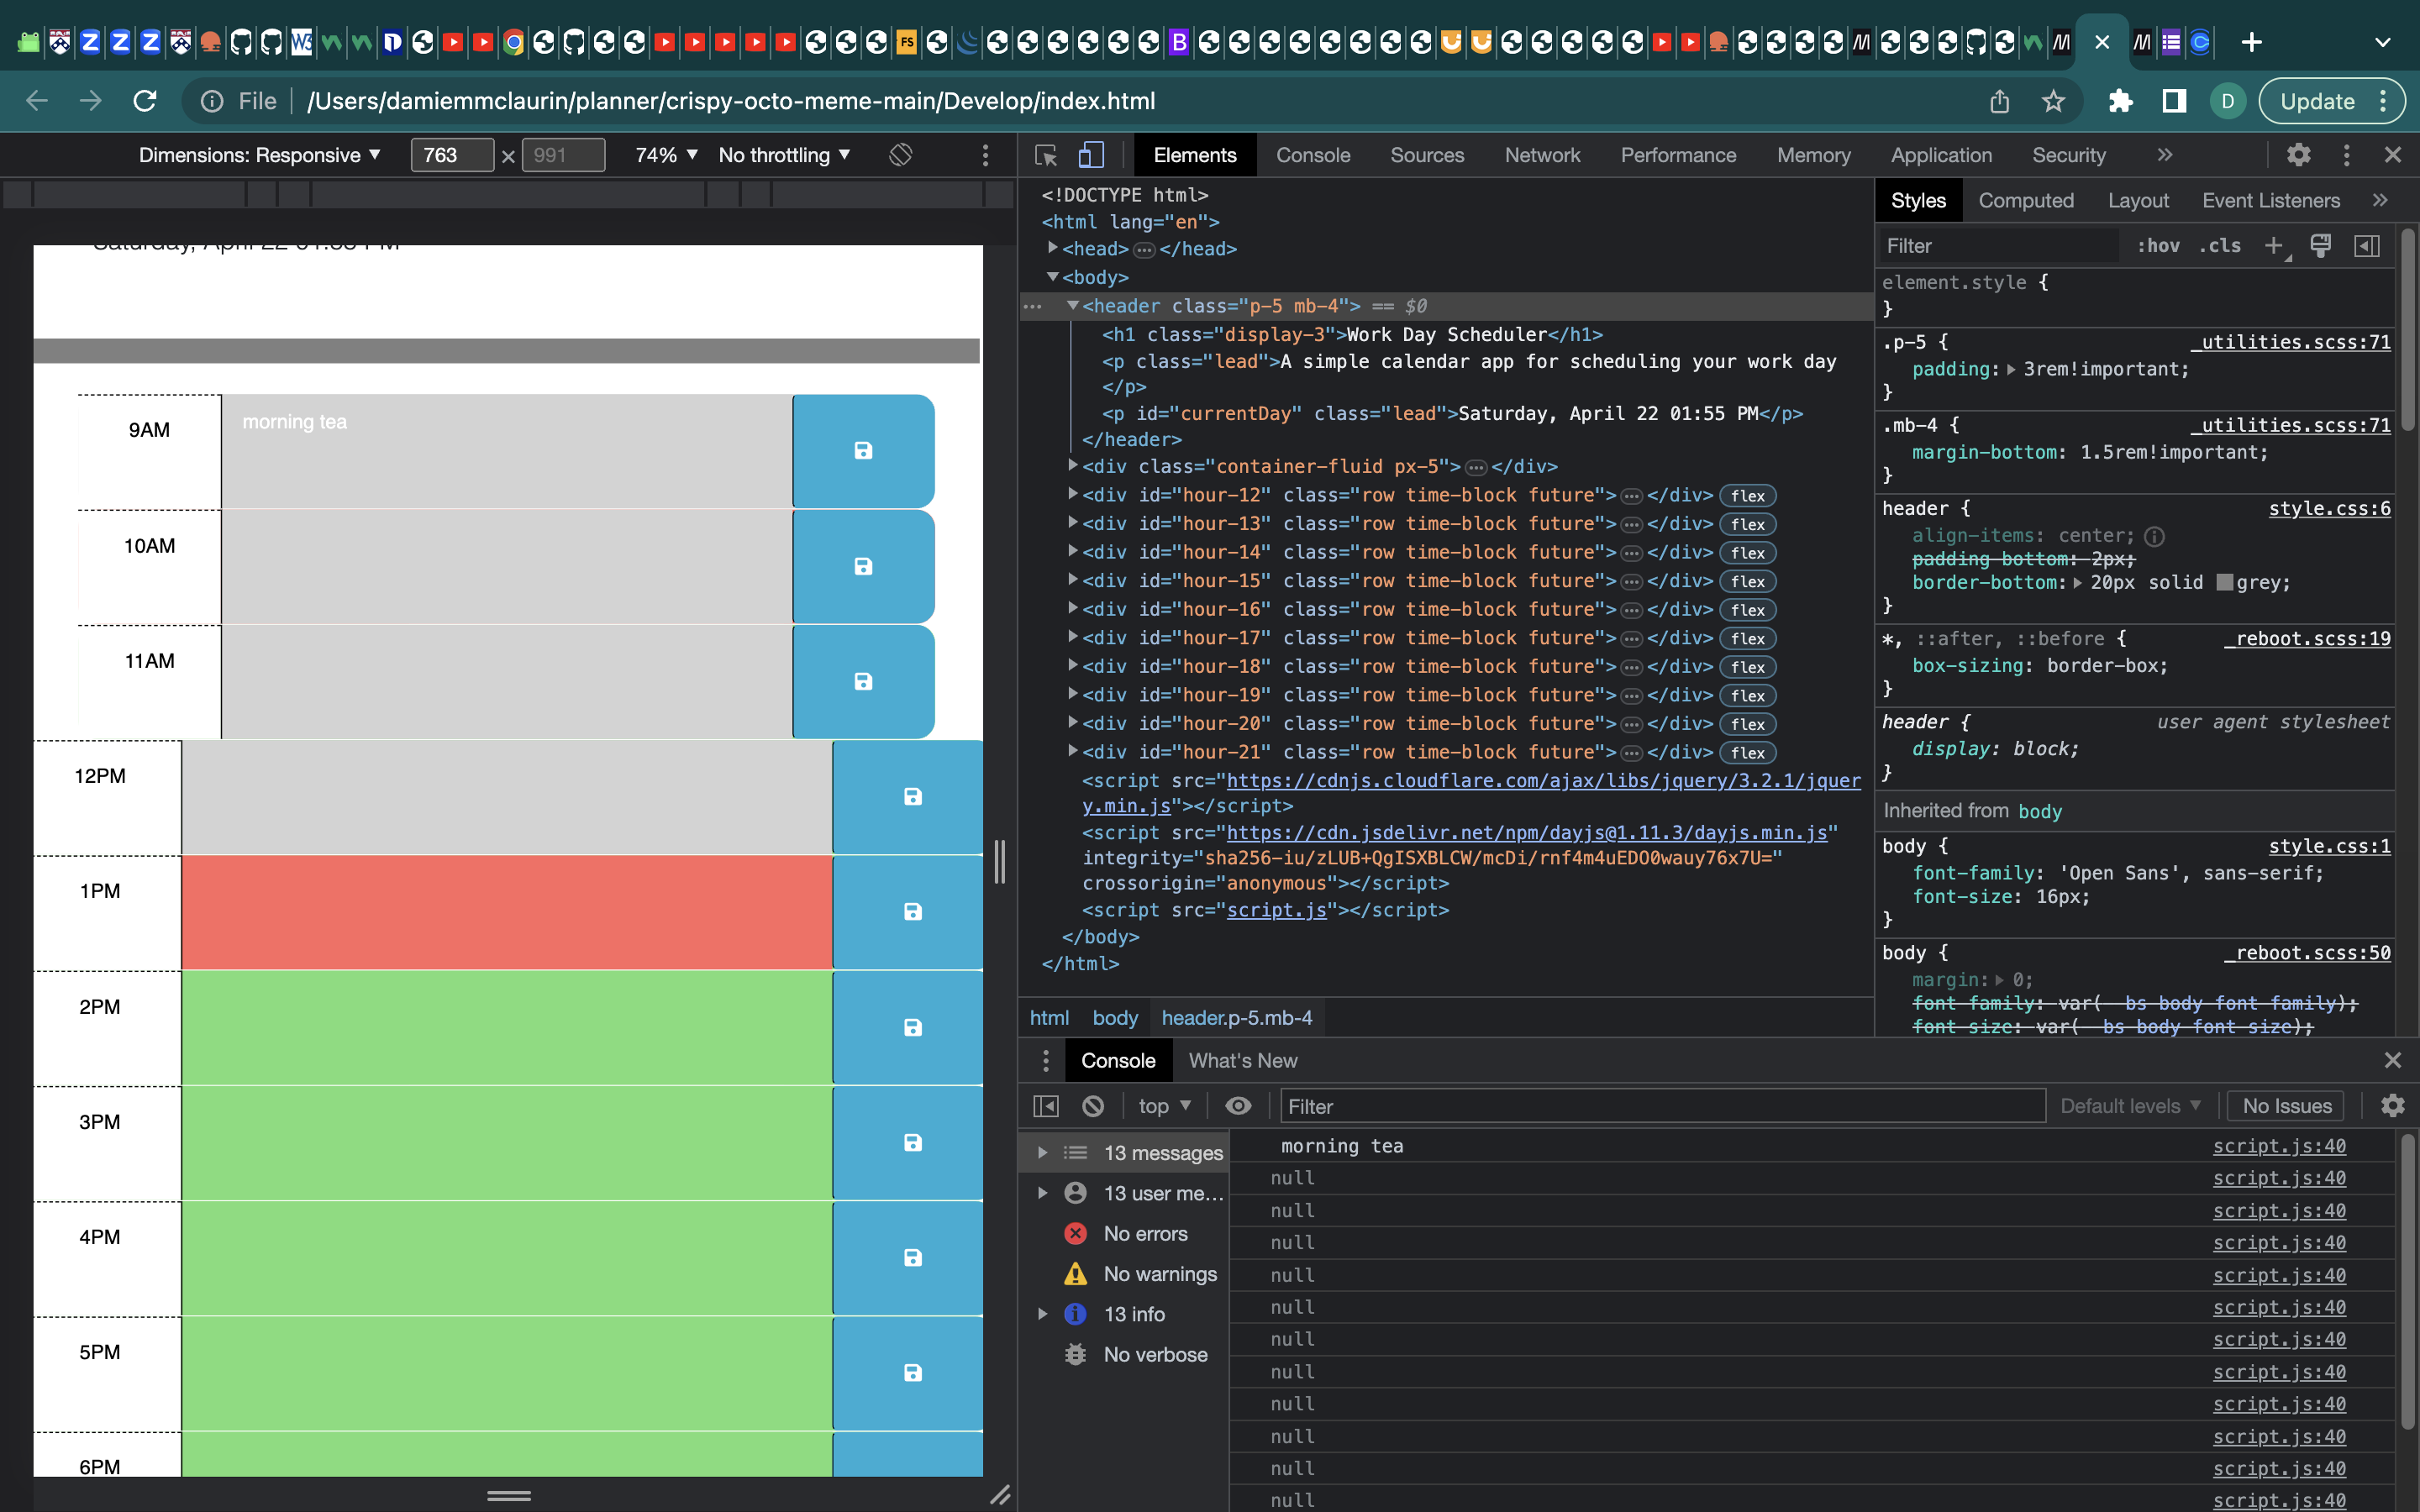 File
/Users/damiemmclaurin/planner/crispy-octo-meme-main/Develop/index.html
D
Update
Dimensions: Responsive
763
×
991
74%
No throttling
Elements
Console
Sources
Network
Performance
Memory
Application
Security
Saturday, April 22 01:55 PM
9AM
morning tea
10AM
11AM
12PM
1PM
2PM
3PM
4PM
5PM
6PM
<!DOCTYPE html>
<html lang="en">
<head>…</head>
<body>
<header class="p-5 mb-4"> == $0
<h1 class="display-3">Work Day Scheduler</h1>
<p class="lead">A simple calendar app for scheduling your work day
</p>
<p id="currentDay" class="lead">Saturday, April 22 01:55 PM</p>
</header>
<div class="container-fluid px-5">…</div>
<div id="hour-12" class="row time-block future">…</div> flex
<div id="hour-13" class="row time-block future">…</div> flex
<div id="hour-14" class="row time-block future">…</div> flex
<div id="hour-15" class="row time-block future">…</div> flex
<div id="hour-16" class="row time-block future">…</div> flex
<div id="hour-17" class="row time-block future">…</div> flex
<div id="hour-18" class="row time-block future">…</div> flex
<div id="hour-19" class="row time-block future">…</div> flex
<div id="hour-20" class="row time-block future">…</div> flex
<div id="hour-21" class="row time-block future">…</div> flex
<script src="https://cdnjs.cloudflare.com/ajax/libs/jquery/3.2.1/jquer
y.min.js"></script>
<script src="https://cdn.jsdelivr.net/npm/dayjs@1.11.3/dayjs.min.js"
integrity="sha256-iu/zLUB+QgISXBLCW/mcDi/rnf4m4uEDO0wauy76x7U="
crossorigin="anonymous"></script>
<script src="script.js"></script>
</body>
</html>
html
body
header.p-5.mb-4
Styles
Computed
Layout
Event Listeners
Filter
:hov
.cls
element.style {
}
.p-5 {
_utilities.scss:71
padding: 3rem!important;
}
.mb-4 {
_utilities.scss:71
margin-bottom: 1.5rem!important;
}
header {
style.css:6
align-items: center;
padding-bottom: 2px;
border-bottom: 20px solid grey;
}
*, ::after, ::before {
_reboot.scss:19
box-sizing: border-box;
}
header {
user agent stylesheet
display: block;
}
Inherited from body
body {
style.css:1
font-family: 'Open Sans', sans-serif;
font-size: 16px;
}
body {
_reboot.scss:50
margin: 0;
font-family: var(--bs-body-font-family);
font-size: var(--bs-body-font-size);
Console
What's New
top
Filter
Default levels
No Issues
13 messages
13 user me…
No errors
No warnings
13 info
No verbose
morning tea
script.js:40
null
script.js:40
null
script.js:40
null
script.js:40
null
script.js:40
null
script.js:40
null
script.js:40
null
script.js:40
null
script.js:40
null
script.js:40
null
script.js:40
null
script.js:40